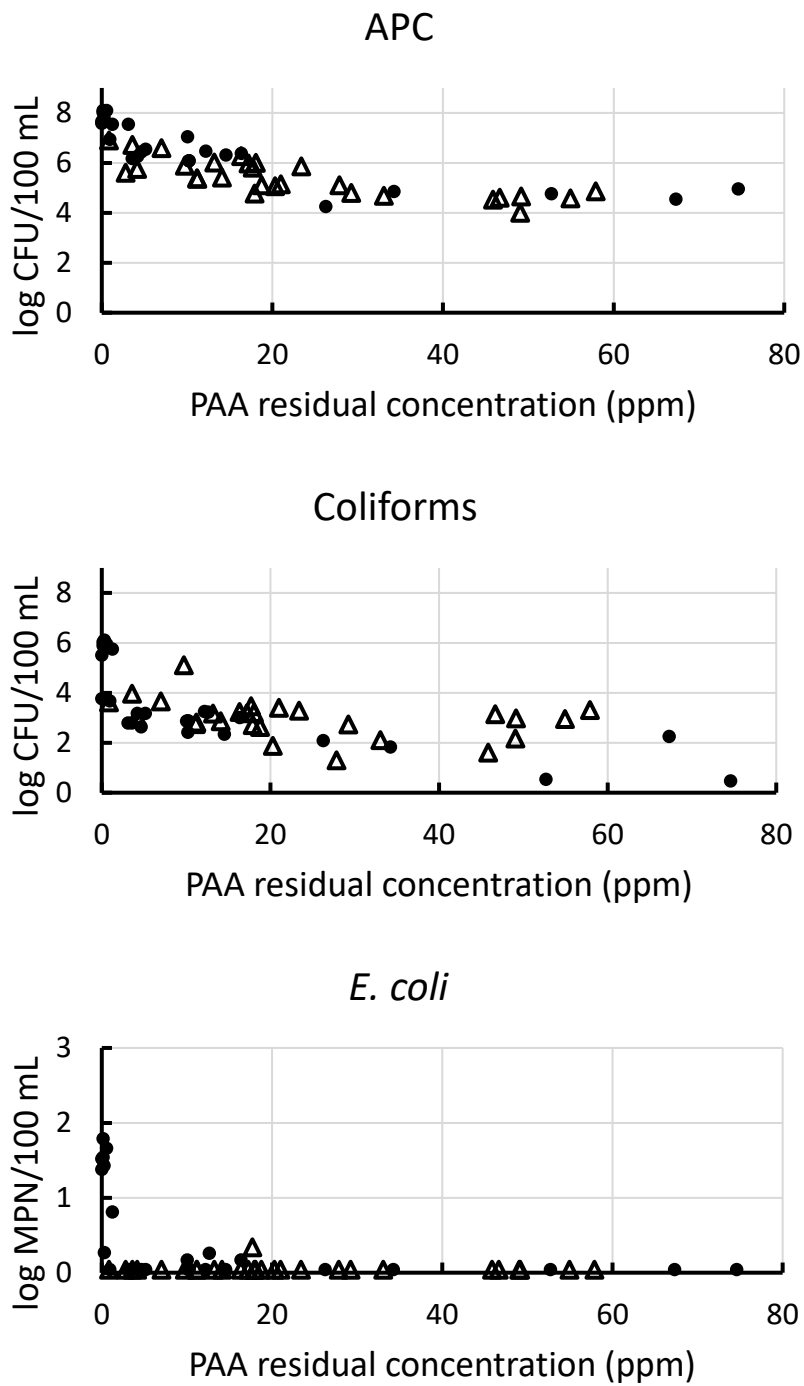 APC
log CFU/100 mL
8
6
4
2
0
0 20 40 60 80
PAA residual concentration (ppm)
Coliforms
log CFU/100 mL
8
6
4
2
0
0 20 40 60 80
PAA residual concentration (ppm)
E. coli
log MPN/100 mL
3
2
1
0
0 20 40 60 80
PAA residual concentration (ppm)